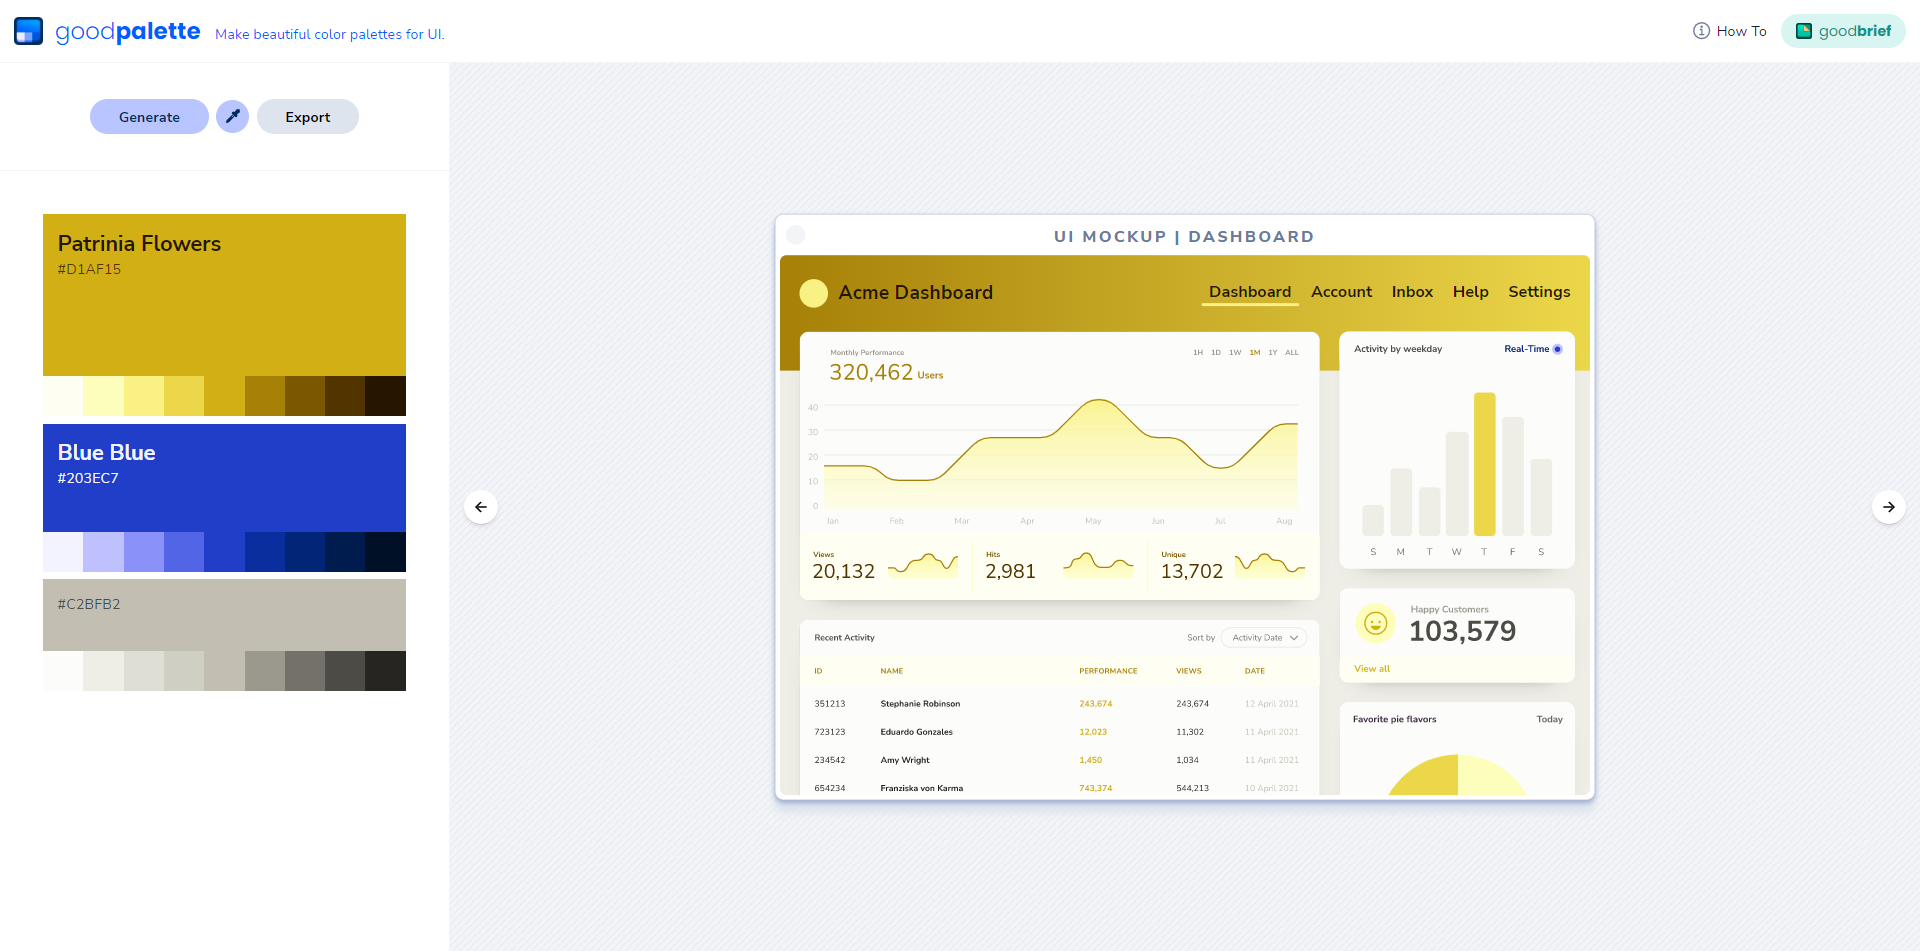 goodpalette Make beautiful color palettes for UI.
How To
goodbrief
Generate
Export
Patrinia Flowers
#D1AF15
Blue Blue
#203EC7
#C2BFB2
UI MOCKUP | DASHBOARD
Acme Dashboard
Dashboard Account Inbox Help Settings
Monthly Performance
1H 1D 1W 1M 1Y ALL
320,462 Users
40
30
20
10
0
Jan Feb Mar Apr May Jun Jul Aug
Views
20,132
Hits
2,981
Unique
13,702
Activity by weekday
Real-Time
S M T W T F S
Happy Customers
103,579
View all
Recent Activity
Sort by Activity Date
ID NAME PERFORMANCE VIEWS DATE
351213 Stephanie Robinson 243,674 243,674 12 April 2021
723123 Eduardo Gonzales 12,023 11,302 11 April 2021
234542 Amy Wright 1,450 1,034 11 April 2021
654234 Franziska von Karma 743,374 544,213 10 April 2021
Favorite pie flavors
Today